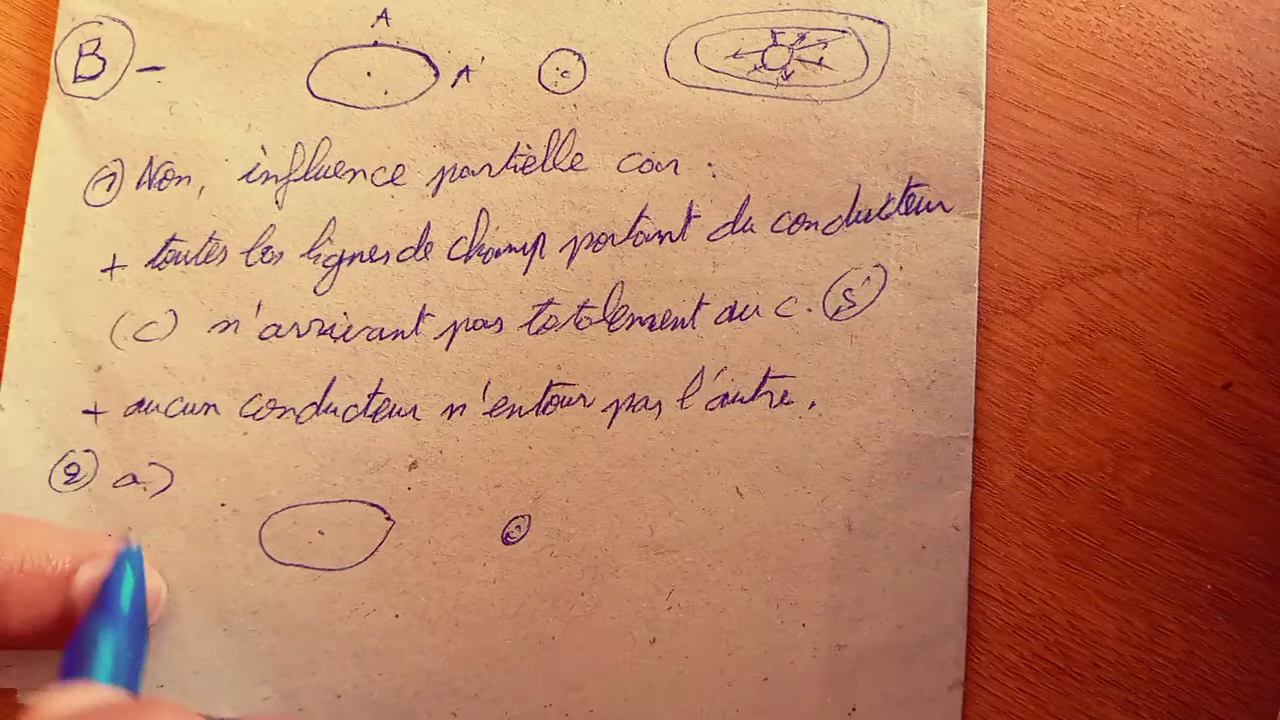 B - A A' C
① Non, influence partielle car :
+ toutes les lignes de champ partant du conducteur
(C) n'arrivant pas totalement au c. (S')
+ aucun conducteur n'entour pas l'autre.
② a.)